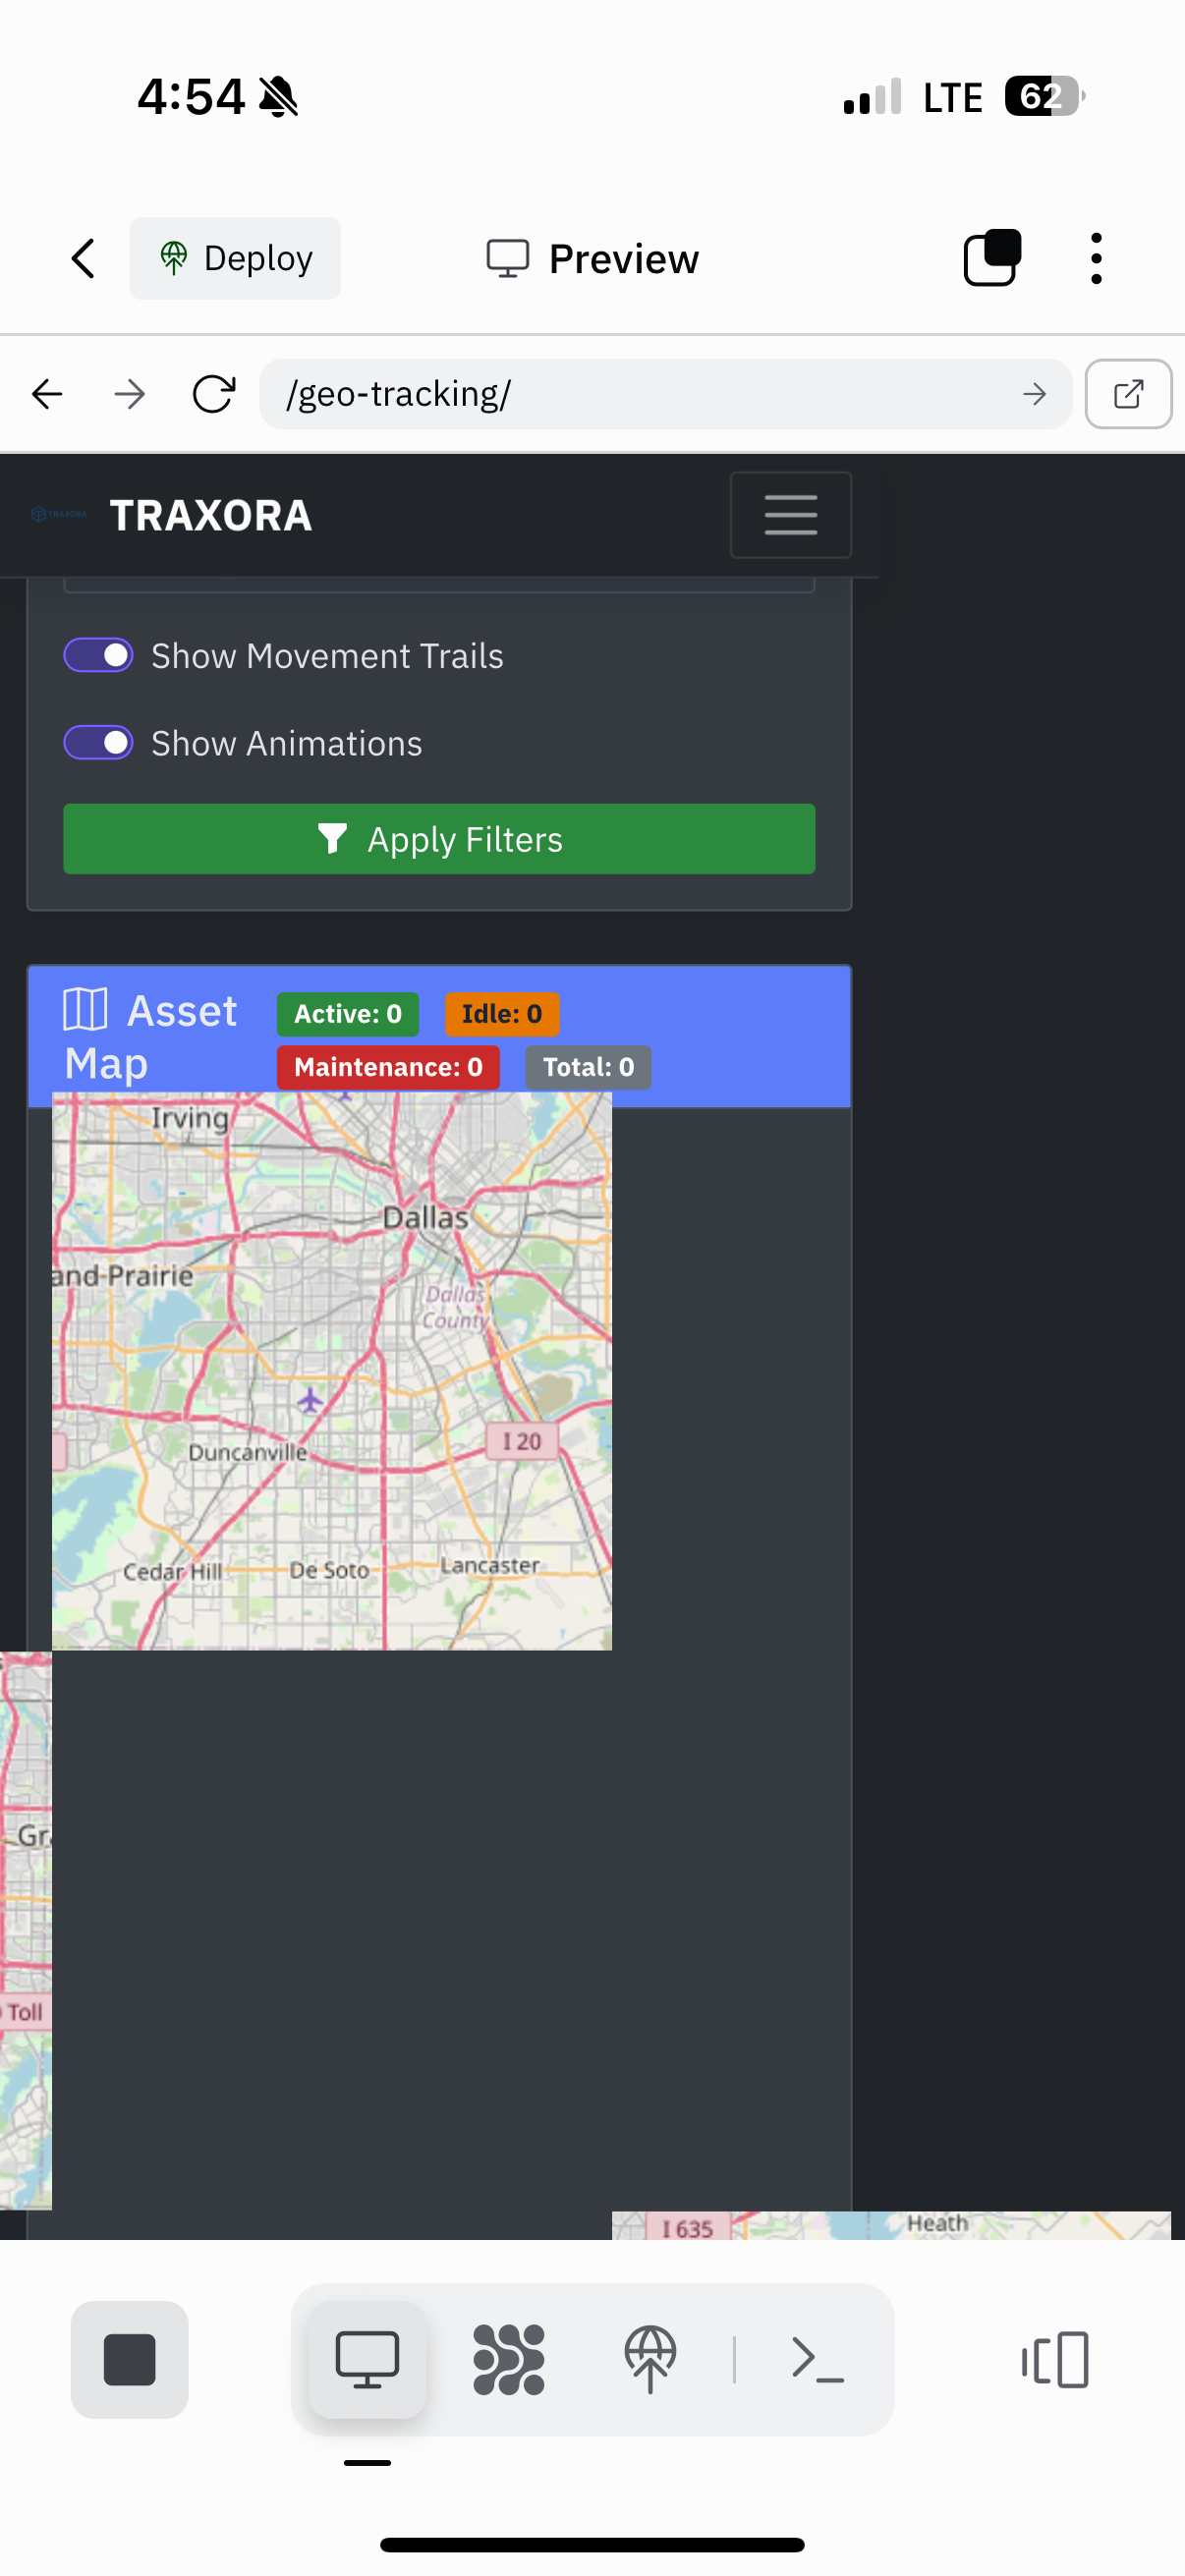 4:54 LTE 62
Deploy Preview
/geo-tracking/
TRAXORA TRAXORA
Show Movement Trails
Show Animations
Apply Filters
Asset Map
Active: 0 Idle: 0
Maintenance: 0 Total: 0
Irving
Dallas
and Prairie
Dallas
County
I 20
Duncanville
Cedar Hill De Soto Lancaster
Gr
Toll
I 635 Heath